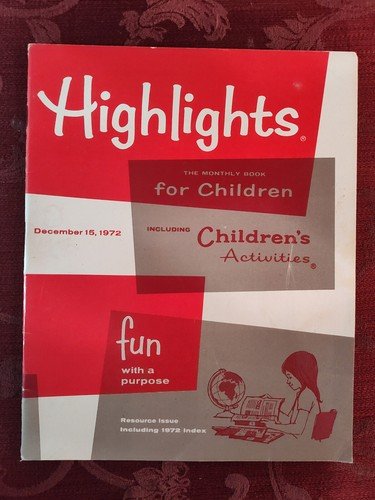 Highlights®
THE MONTHLY BOOK
for Children
December 15, 1972
INCLUDING Children's
Activities®
fun
with a
purpose
Resource Issue
Including 1972 Index